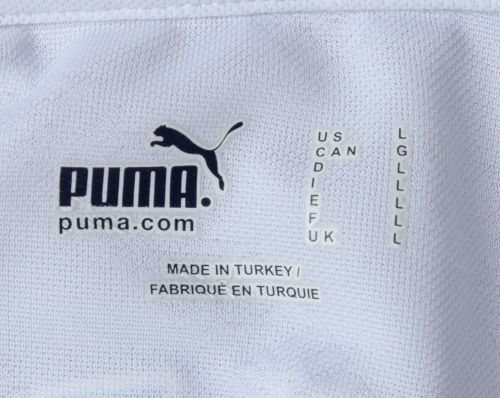 PUMA.
puma.com
US L
CAN G
D L
I L
E L
F L
UK L
MADE IN TURKEY /
FABRIQUÉ EN TURQUIE